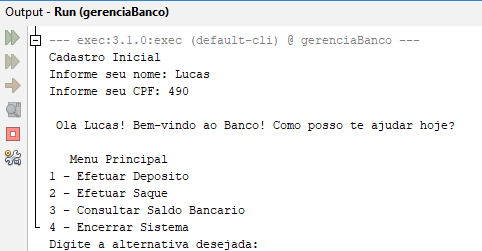 Output - Run (gerenciaBanco)
--- exec:3.1.0:exec (default-cli) @ gerenciaBanco ---
Cadastro Inicial
Informe seu nome: Lucas
Informe seu CPF: 490
Ola Lucas! Bem-vindo ao Banco! Como posso te ajudar hoje?
Menu Principal
1 - Efetuar Deposito
2 - Efetuar Saque
3 - Consultar Saldo Bancario
4 - Encerrar Sistema
Digite a alternativa desejada: